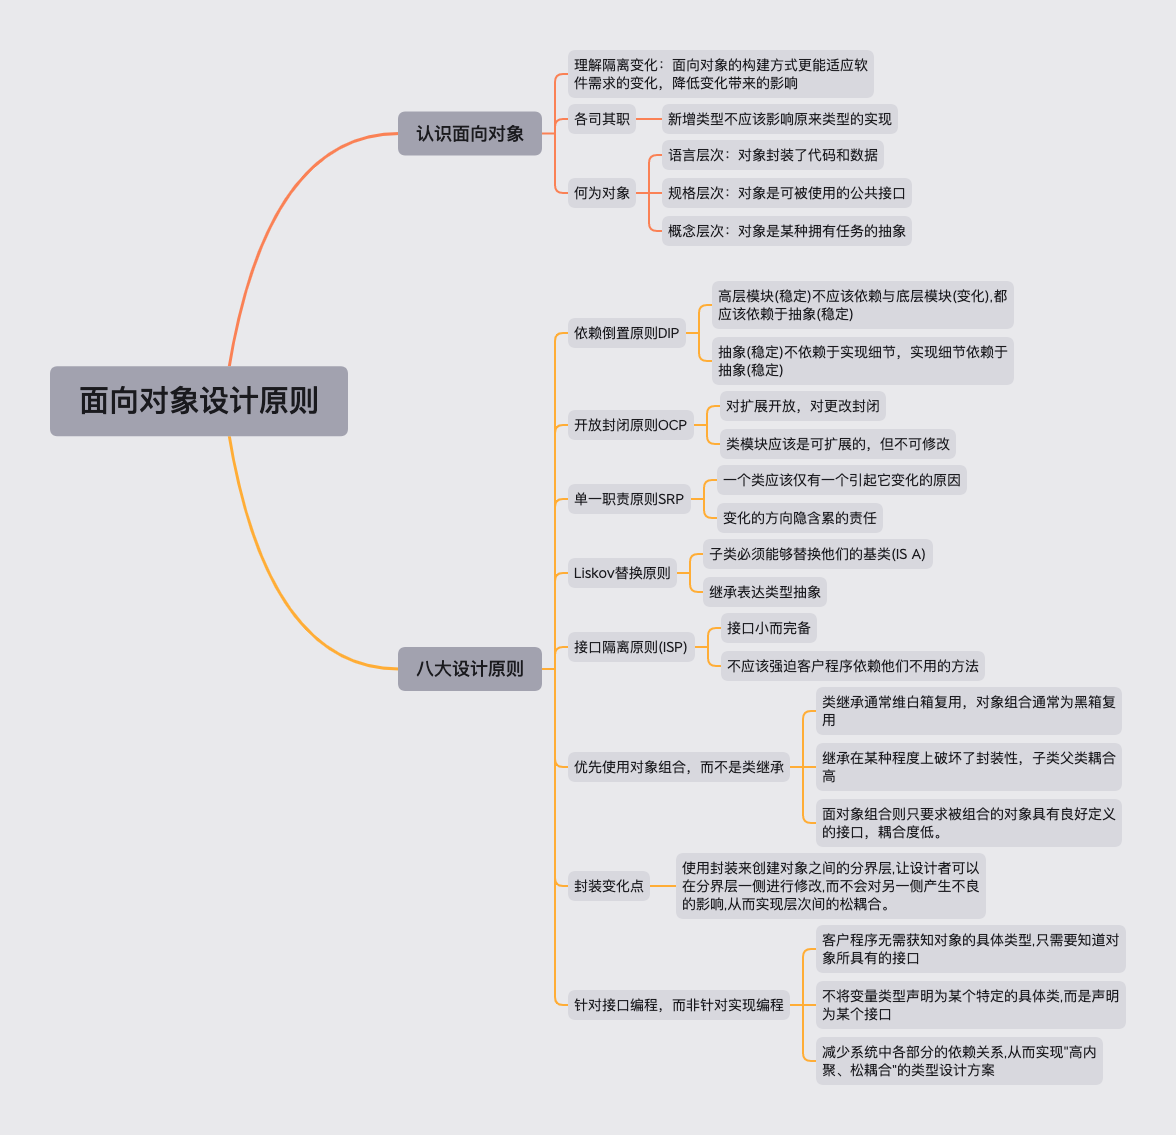 面向对象设计原则
认识面向对象
理解隔离变化：面向对象的构建方式更能适应软
件需求的变化，降低变化带来的影响
各司其职
新增类型不应该影响原来类型的实现
何为对象
语言层次：对象封装了代码和数据
规格层次：对象是可被使用的公共接口
概念层次：对象是某种拥有任务的抽象
八大设计原则
依赖倒置原则DIP
高层模块(稳定)不应该依赖与底层模块(变化),都
应该依赖于抽象(稳定)
抽象(稳定)不依赖于实现细节，实现细节依赖于
抽象(稳定)
开放封闭原则OCP
对扩展开放，对更改封闭
类模块应该是可扩展的，但不可修改
单一职责原则SRP
一个类应该仅有一个引起它变化的原因
变化的方向隐含累的责任
Liskov替换原则
子类必须能够替换他们的基类(IS A)
继承表达类型抽象
接口隔离原则(ISP)
接口小而完备
不应该强迫客户程序依赖他们不用的方法
优先使用对象组合，而不是类继承
类继承通常维白箱复用，对象组合通常为黑箱复
用
继承在某种程度上破坏了封装性，子类父类耦合
高
面对象组合则只要求被组合的对象具有良好定义
的接口，耦合度低。
封装变化点
使用封装来创建对象之间的分界层,让设计者可以
在分界层一侧进行修改,而不会对另一侧产生不良
的影响,从而实现层次间的松耦合。
针对接口编程，而非针对实现编程
客户程序无需获知对象的具体类型,只需要知道对
象所具有的接口
不将变量类型声明为某个特定的具体类,而是声明
为某个接口
减少系统中各部分的依赖关系,从而实现"高内
聚、松耦合"的类型设计方案